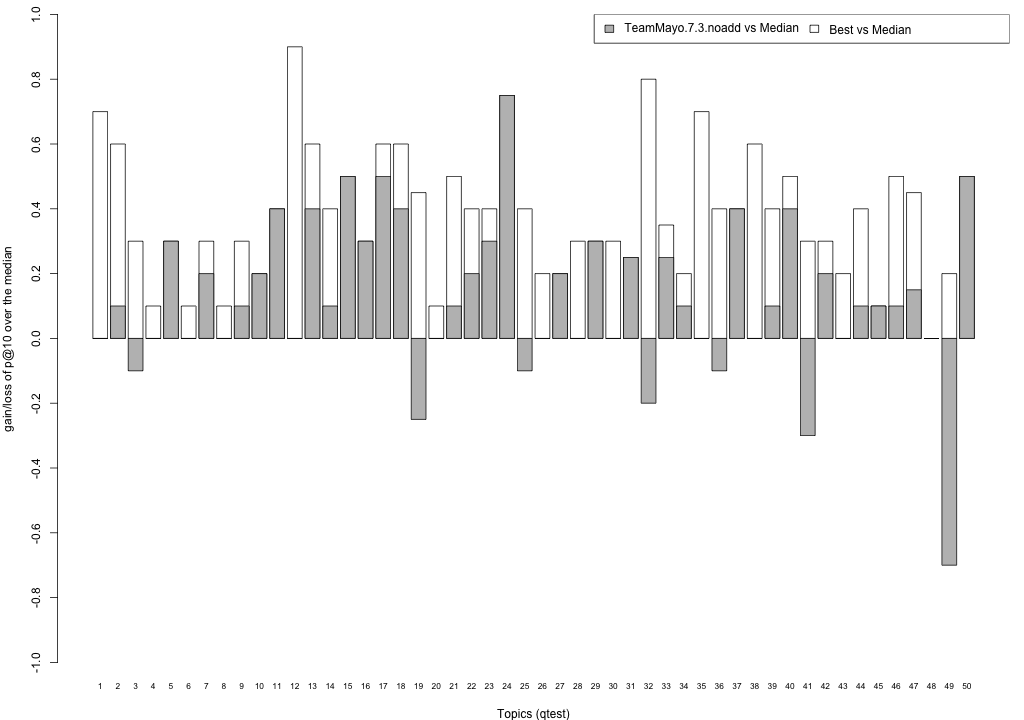 TeamMayo.7.3.noadd vs Median Best vs Median
1.0
0.8
0.6
0.4
0.2
0.0
-0.2
-0.4
-0.6
-0.8
-1.0
gain/loss of p@10 over the median
1 2 3 4 5 6 7 8 9 10 11 12 13 14 15 16 17 18 19 20 21 22 23 24 25 26 27 28 29 30 31 32 33 34 35 36 37 38 39 40 41 42 43 44 45 46 47 48 49 50
Topics (qtest)